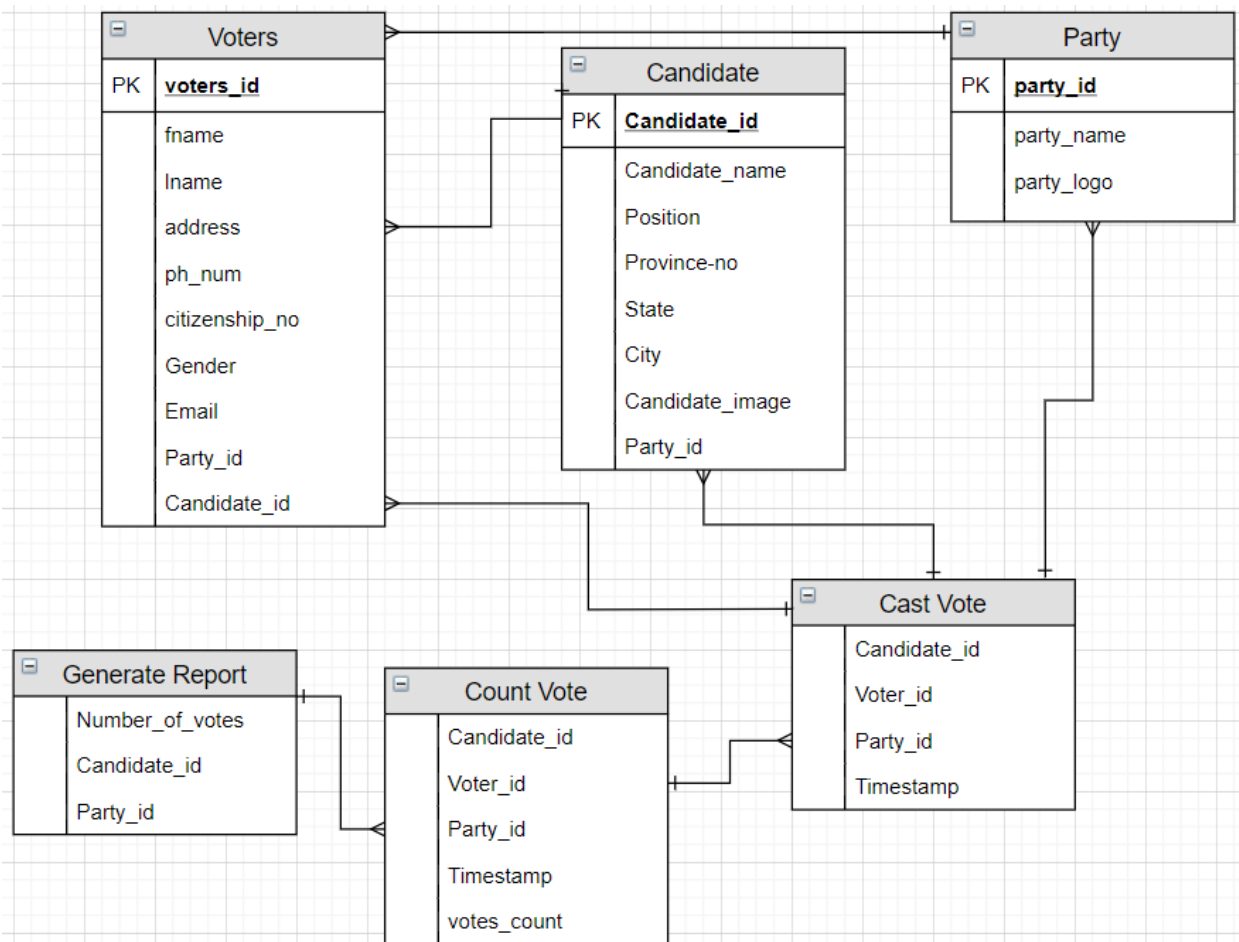 Voters
PK voters_id
fname
lname
address
ph_num
citizenship_no
Gender
Email
Party_id
Candidate_id
Candidate
PK Candidate_id
Candidate_name
Position
Province-no
State
City
Candidate_image
Party_id
Party
PK party_id
party_name
party_logo
Cast Vote
Candidate_id
Voter_id
Party_id
Timestamp
Generate Report
Number_of_votes
Candidate_id
Party_id
Count Vote
Candidate_id
Voter_id
Party_id
Timestamp
votes_count